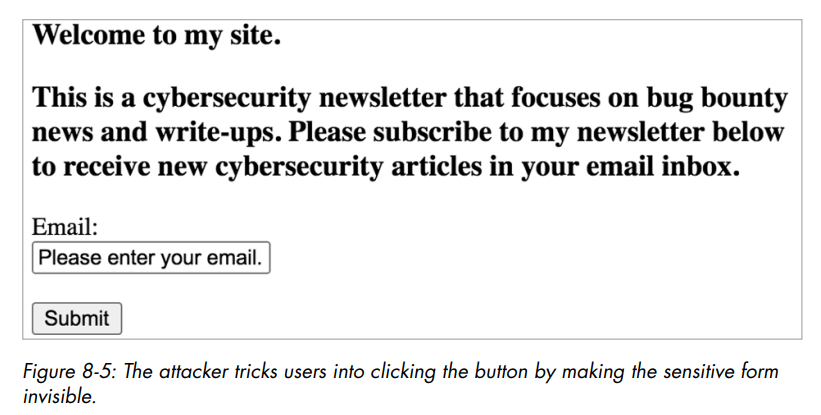 Welcome to my site.
This is a cybersecurity newsletter that focuses on bug bounty
news and write-ups. Please subscribe to my newsletter below
to receive new cybersecurity articles in your email inbox.
Email:
Please enter your email.
Submit
Figure 8-5: The attacker tricks users into clicking the button by making the sensitive form
invisible.